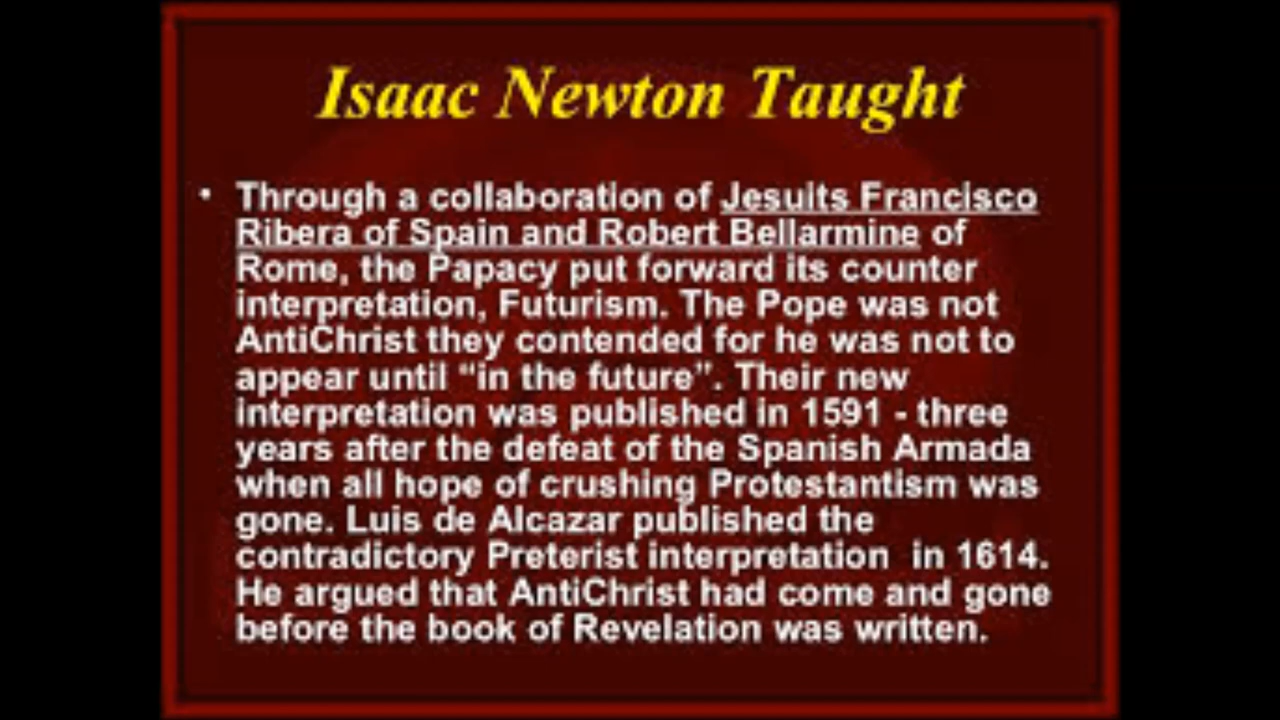 Isaac Newton Taught
• Through a collaboration of Jesuits Francisco
Ribera of Spain and Robert Bellarmine of
Rome, the Papacy put forward its counter
interpretation, Futurism. The Pope was not
AntiChrist they contended for he was not to
appear until “in the future”. Their new
interpretation was published in 1591 - three
years after the defeat of the Spanish Armada
when all hope of crushing Protestantism was
gone. Luis de Alcazar published the
contradictory Preterist interpretation in 1614.
He argued that AntiChrist had come and gone
before the book of Revelation was written.